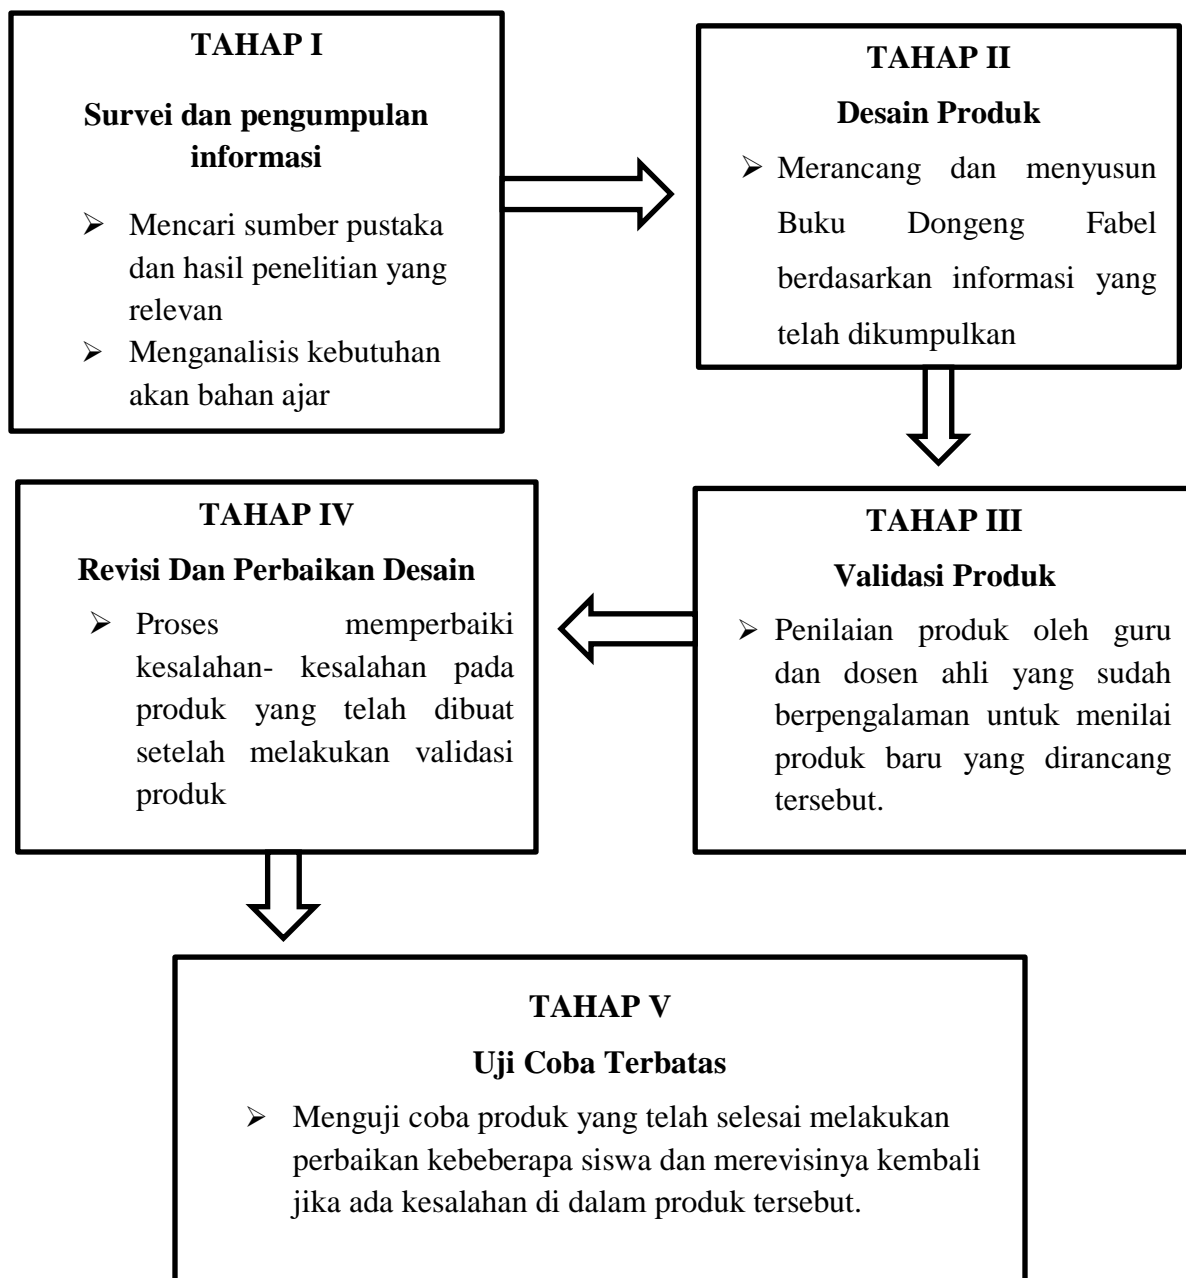 TAHAP I
Survei dan pengumpulan
informasi
➢ Mencari sumber pustaka
dan hasil penelitian yang
relevan
➢ Menganalisis kebutuhan
akan bahan ajar
TAHAP II
Desain Produk
➢ Merancang dan menyusun
Buku Dongeng Fabel
berdasarkan informasi yang
telah dikumpulkan
TAHAP III
Validasi Produk
➢ Penilaian produk oleh guru
dan dosen ahli yang sudah
berpengalaman untuk menilai
produk baru yang dirancang
tersebut.
TAHAP IV
Revisi Dan Perbaikan Desain
➢ Proses memperbaiki
kesalahan- kesalahan pada
produk yang telah dibuat
setelah melakukan validasi
produk
TAHAP V
Uji Coba Terbatas
➢ Menguji coba produk yang telah selesai melakukan
perbaikan kebeberapa siswa dan merevisinya kembali
jika ada kesalahan di dalam produk tersebut.